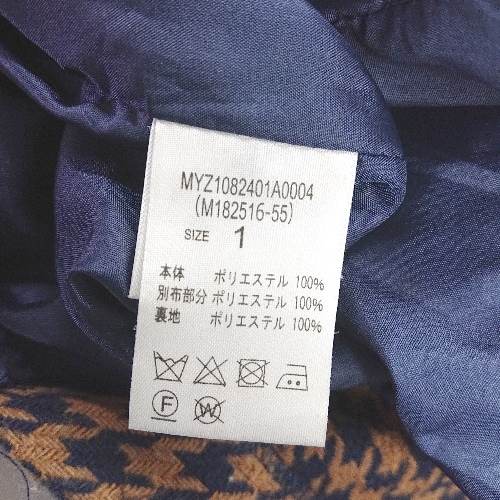 MYZ1082401A0004
(M182516-55)
SIZE 1
本体 ポリエステル 100%
別布部分 ポリエステル 100%
裏地 ポリエステル 100%
F W